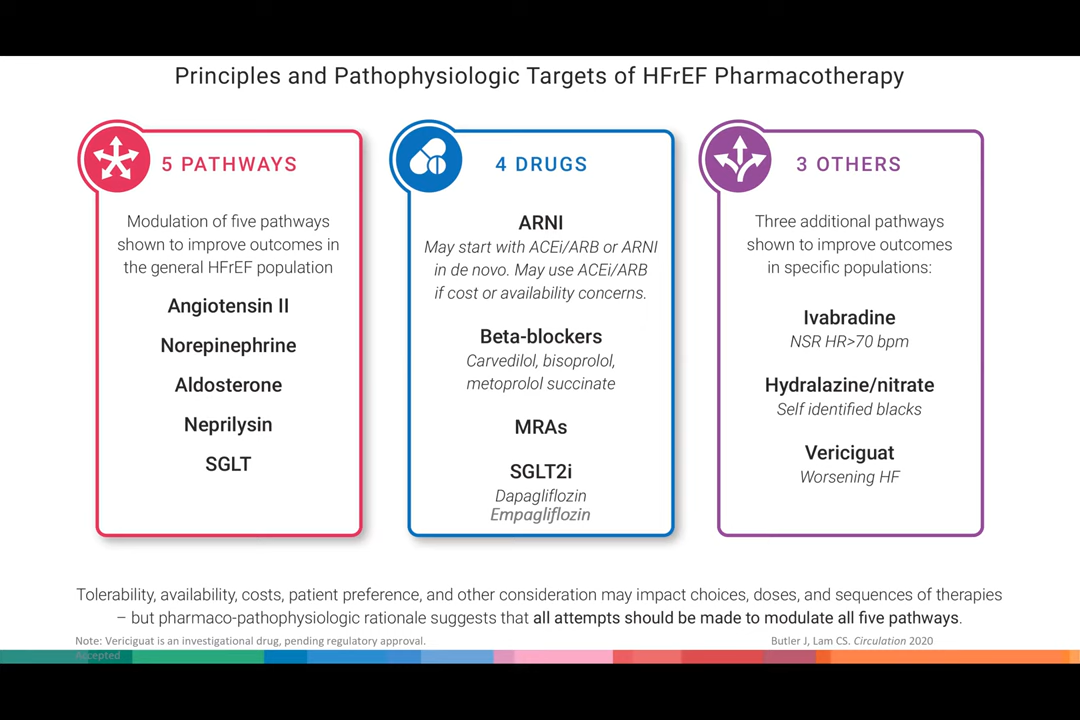 Principles and Pathophysiologic Targets of HFrEF Pharmacotherapy
5 PATHWAYS
Modulation of five pathways
shown to improve outcomes in
the general HFrEF population
Angiotensin II
Norepinephrine
Aldosterone
Neprilysin
SGLT
4 DRUGS
ARNI
May start with ACEi/ARB or ARNI
in de novo. May use ACEi/ARB
if cost or availability concerns.
Beta-blockers
Carvedilol, bisoprolol,
metoprolol succinate
MRAs
SGLT2i
Dapagliflozin
Empagliflozin
3 OTHERS
Three additional pathways
shown to improve outcomes
in specific populations:
Ivabradine
NSR HR>70 bpm
Hydralazine/nitrate
Self identified blacks
Vericiguat
Worsening HF
Tolerability, availability, costs, patient preference, and other consideration may impact choices, doses, and sequences of therapies
– but pharmaco-pathophysiologic rationale suggests that all attempts should be made to modulate all five pathways.
Note: Vericiguat is an investigational drug, pending regulatory approval.
Butler J, Lam CS. Circulation 2020
Accepted